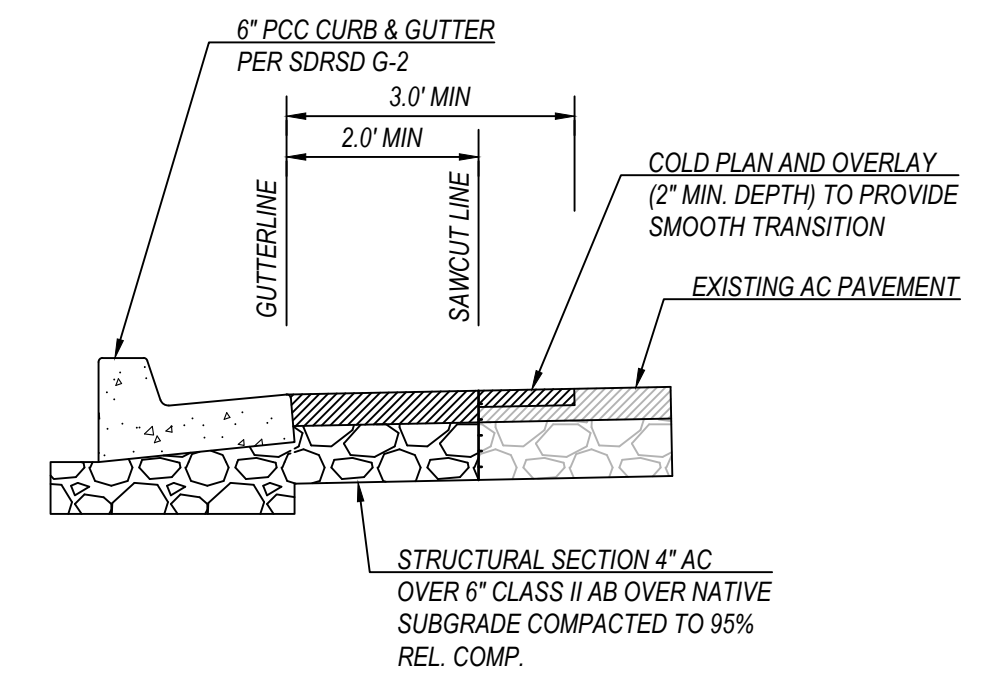 6" PCC CURB & GUTTER
PER SDRSD G-2
3.0' MIN
2.0' MIN
GUTTERLINE
SAWCUT LINE
COLD PLAN AND OVERLAY
(2" MIN. DEPTH) TO PROVIDE
SMOOTH TRANSITION
EXISTING AC PAVEMENT
STRUCTURAL SECTION 4" AC
OVER 6" CLASS II AB OVER NATIVE
SUBGRADE COMPACTED TO 95%
REL. COMP.